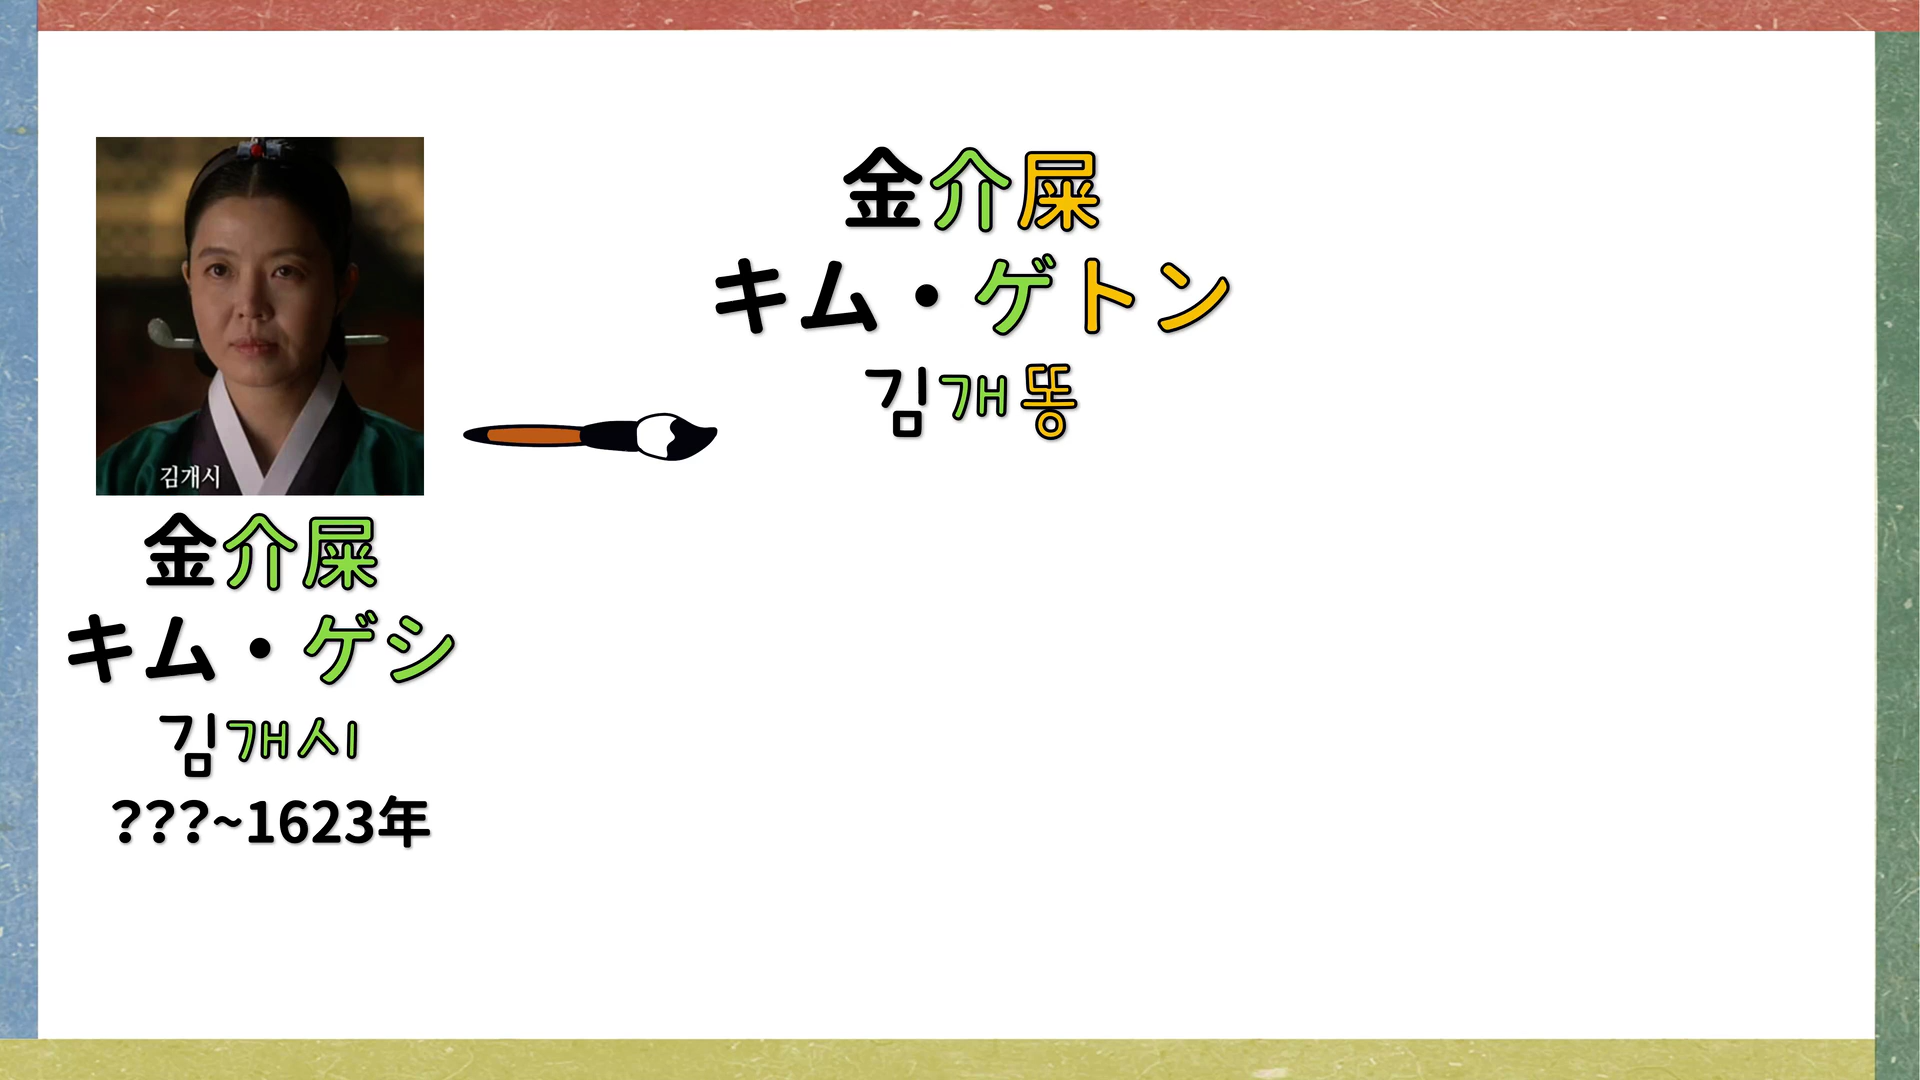 김개시
金介屎
キム・ゲシ
김개시
???~1623年
金介屎
キム・ゲトン
김개똥